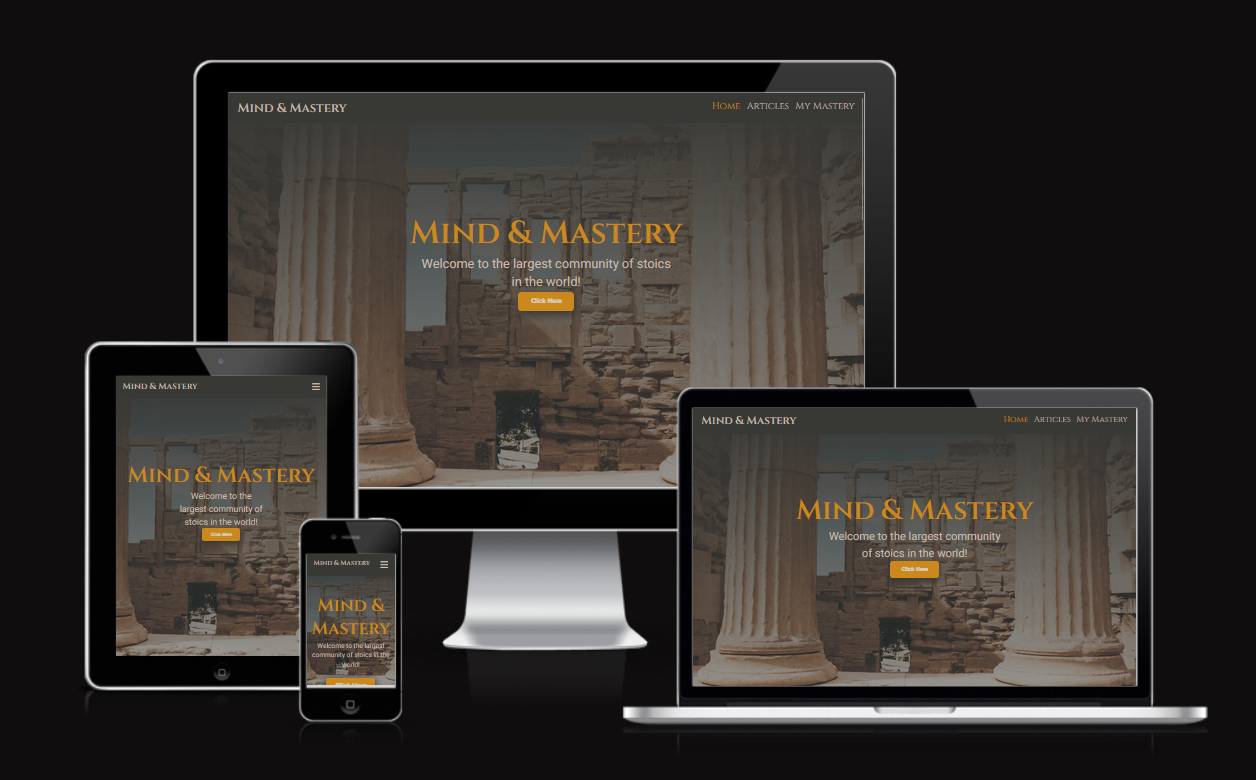 Mind & Mastery
Home Articles My Mastery
Mind & Mastery
Welcome to the largest community of stoics
in the world!
Click Here
Mind & Mastery
Mind & Mastery
Welcome to the
largest community of
stoics in the world!
Click Here
Mind & Mastery
Mind &
Mastery
Welcome to the largest
community of stoics in the
world!
Click Here
Mind & Mastery
Home Articles My Mastery
Mind & Mastery
Welcome to the largest community
of stoics in the world!
Click Here